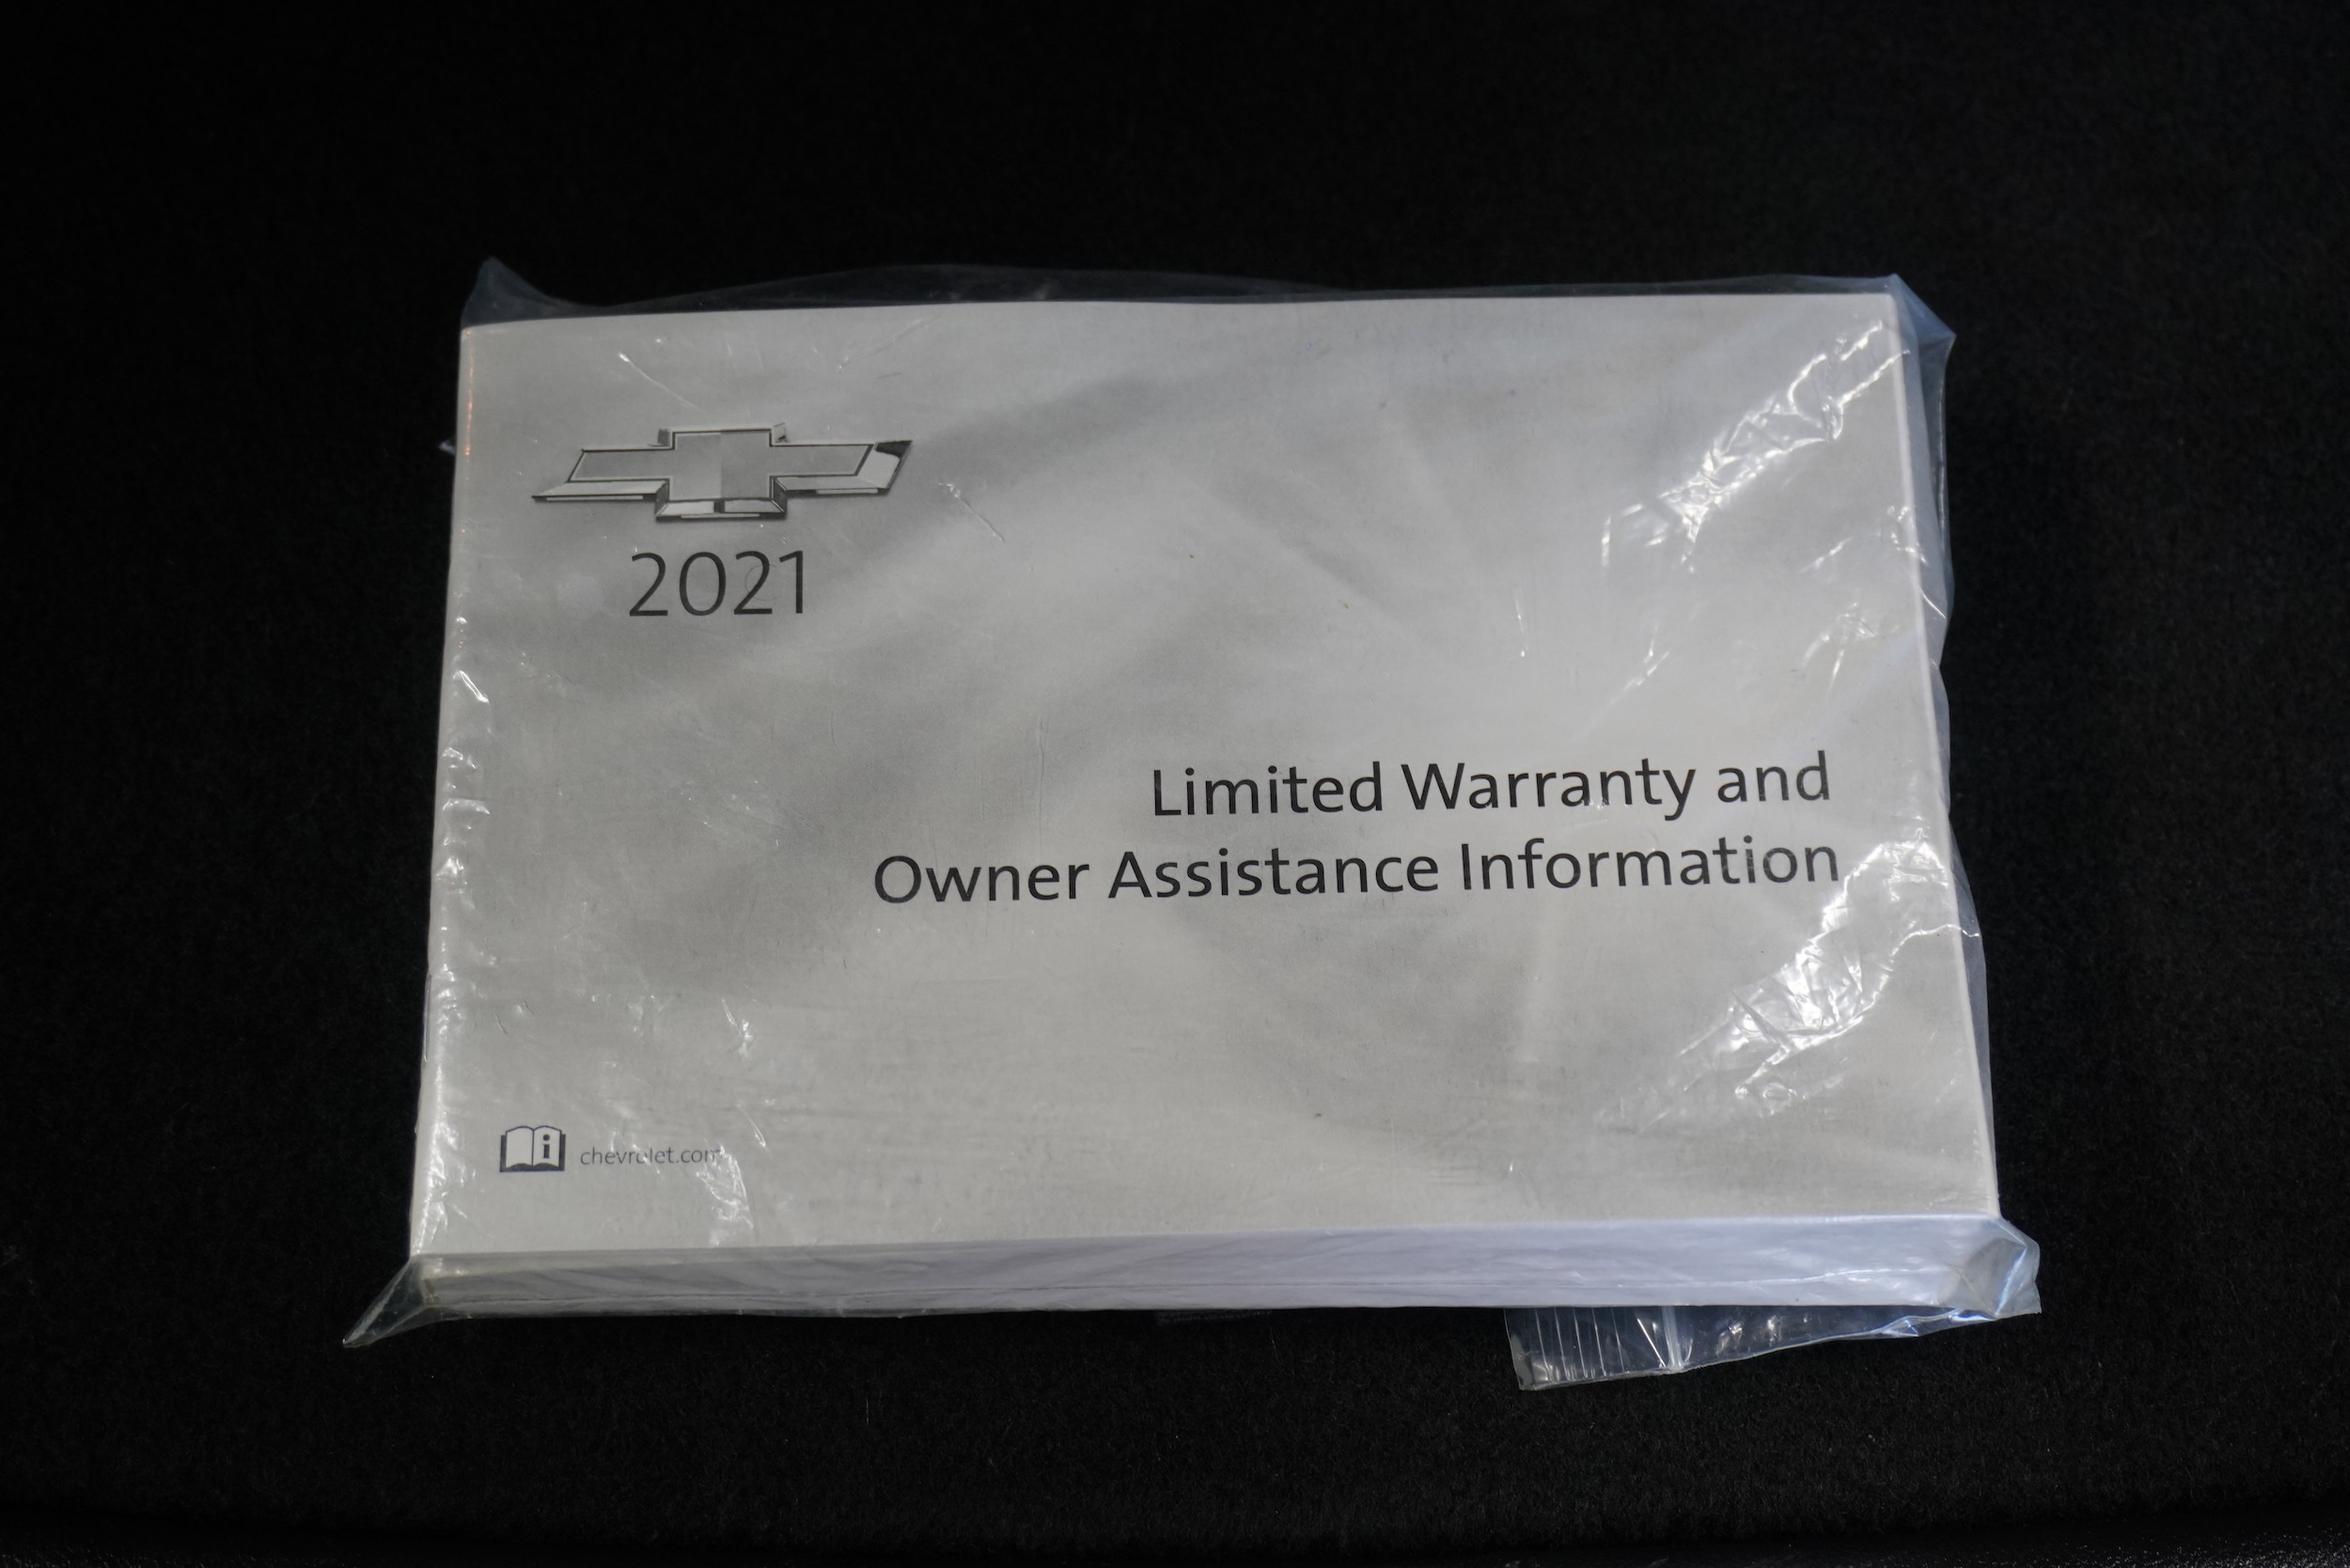 2021
Limited Warranty and
Owner Assistance Information
i chevrolet.com